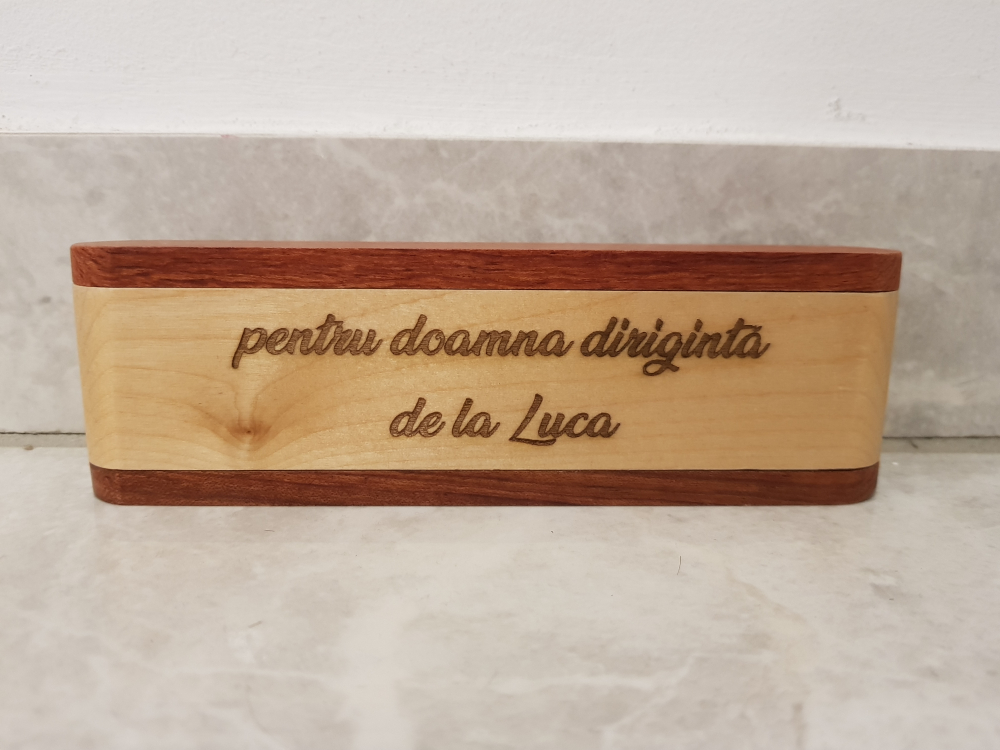 pentru doamna dirigintă
de la Luca